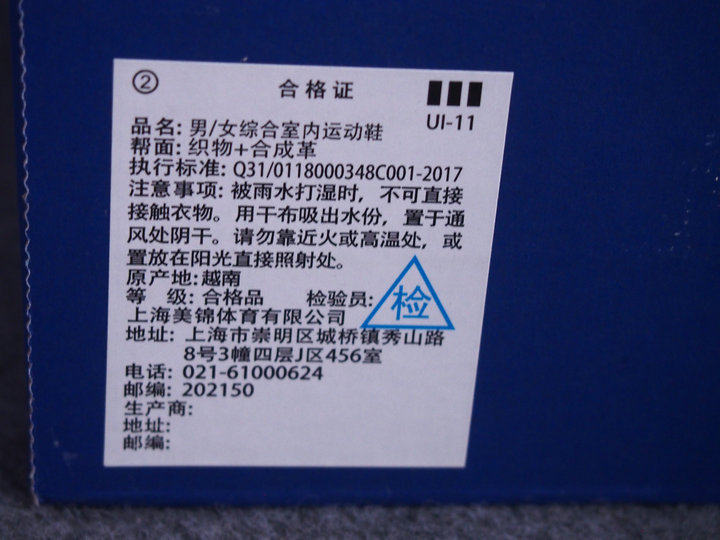 ②
合格证
UI-11
品名: 男/女综合室内运动鞋
帮面: 织物+合成革
执行标准: Q31/0118000348C001-2017
注意事项: 被雨水打湿时, 不可直接
接触衣物。用干布吸出水份, 置于通
风处阴干。请勿靠近火或高温处, 或
置放在阳光直接照射处。
原产地: 越南
等 级: 合格品 检验员: 检
上海美锦体育有限公司
地址: 上海市崇明区城桥镇秀山路
8号3幢四层J区456室
电话: 021-61000624
邮编: 202150
生产商:
地址:
邮编: